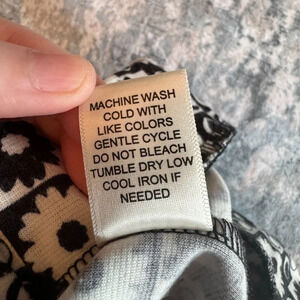 MACHINE WASH
COLD WITH
LIKE COLORS
GENTLE CYCLE
DO NOT BLEACH
TUMBLE DRY LOW
COOL IRON IF
NEEDED